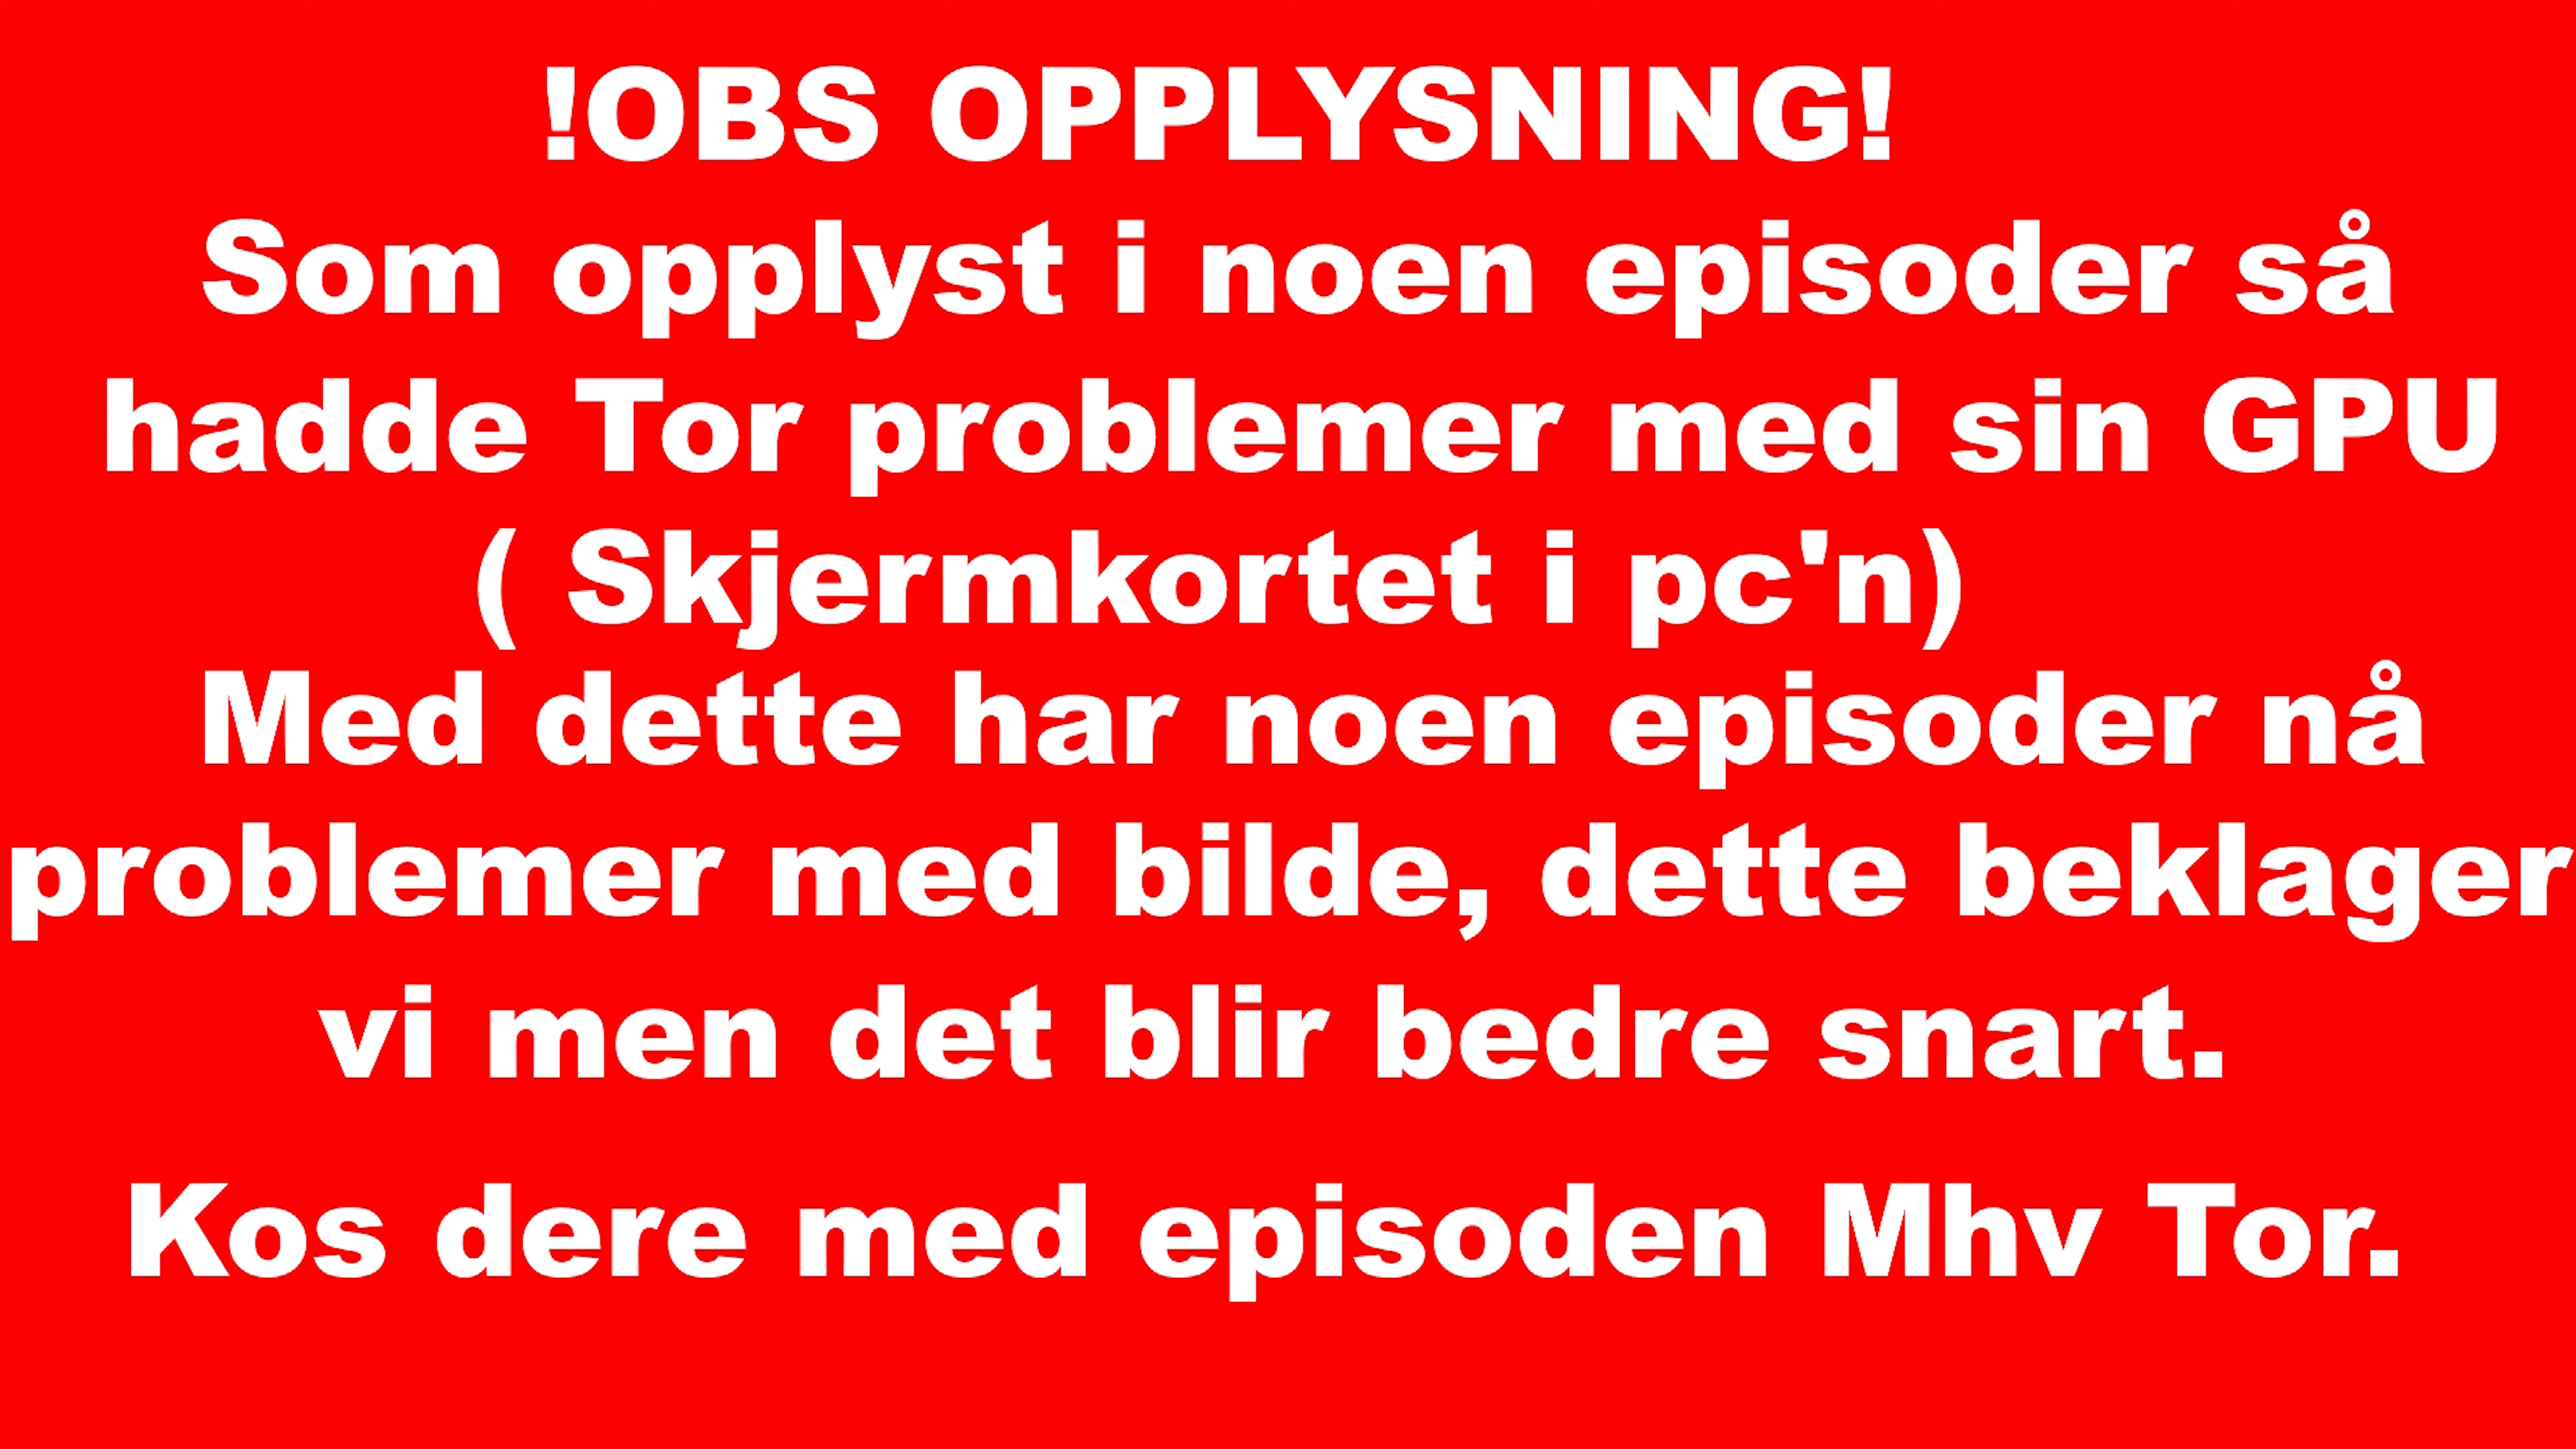 !OBS OPPLYSNING!
Som opplyst i noen episoder så
hadde Tor problemer med sin GPU
( Skjermkortet i pc'n)
Med dette har noen episoder nå
problemer med bilde, dette beklager
vi men det blir bedre snart.
Kos dere med episoden Mhv Tor.